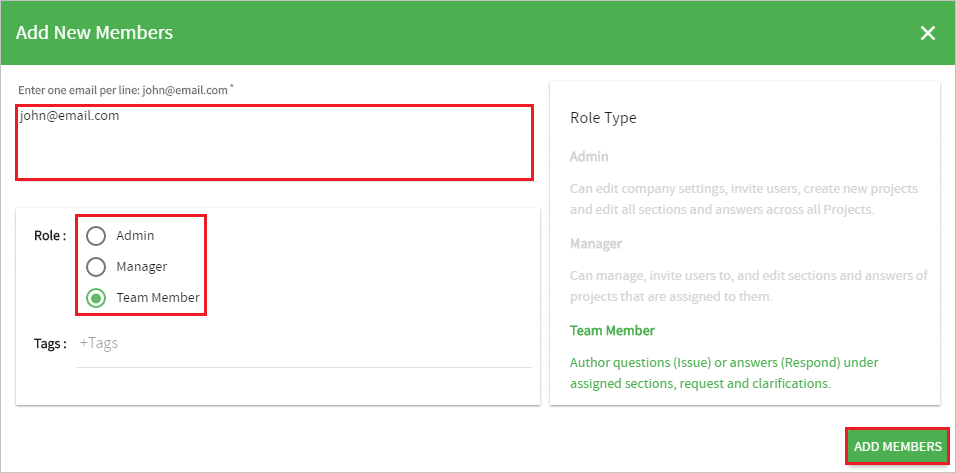 Add New Members
Enter one email per line: john@email.com *
john@email.com
Role :
Admin
Manager
Team Member
Tags :
+Tags
Role Type
Admin
Can edit company settings, invite users, create new projects
and edit all sections and answers across all Projects.
Manager
Can manage, invite users to, and edit sections and answers of
projects that are assigned to them.
Team Member
Author questions (Issue) or answers (Respond) under
assigned sections, request and clarifications.
ADD MEMBERS